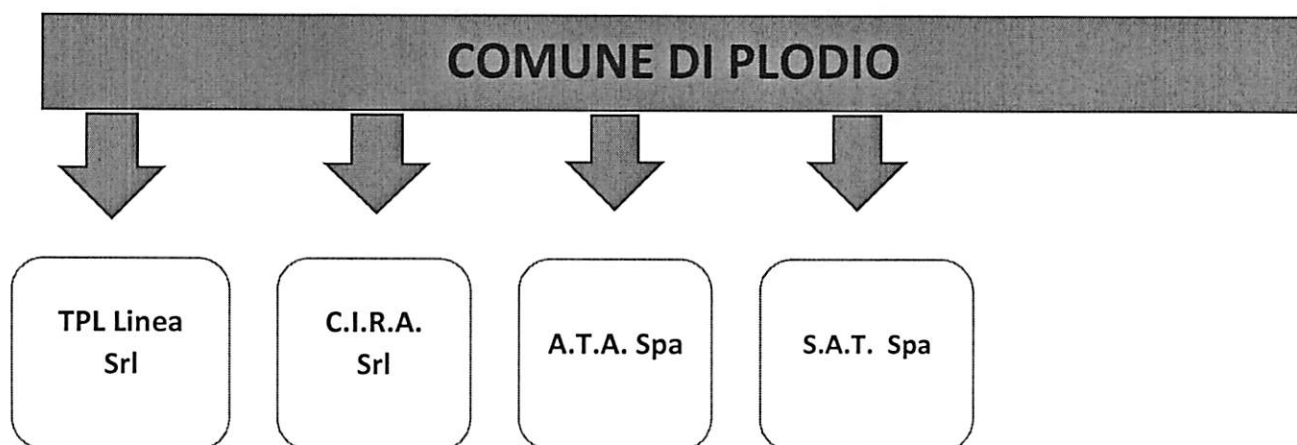 COMUNE DI PLODIO
TPL Linea
Srl
C.I.R.A.
Srl
A.T.A. Spa
S.A.T. Spa